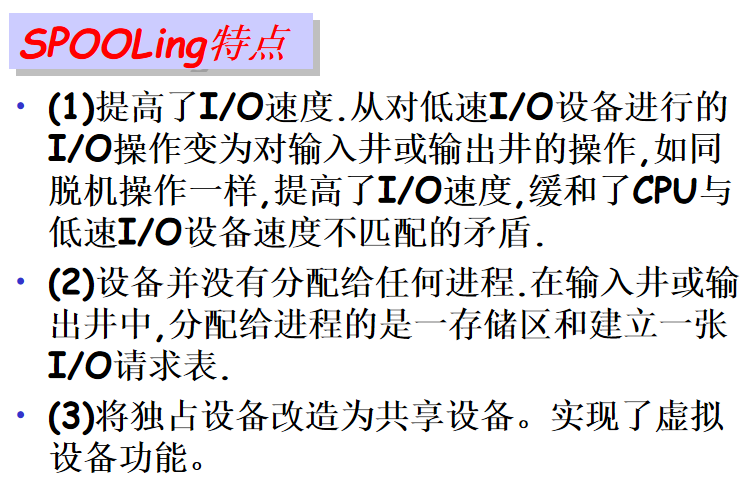 SPOOLing特点
• (1)提高了I/O速度.从对低速I/O设备进行的
I/O操作变为对输入井或输出井的操作,如同
脱机操作一样,提高了I/O速度,缓和了CPU与
低速I/O设备速度不匹配的矛盾.
• (2)设备并没有分配给任何进程.在输入井或输
出井中,分配给进程的是一存储区和建立一张
I/O请求表.
• (3)将独占设备改造为共享设备。实现了虚拟
设备功能。